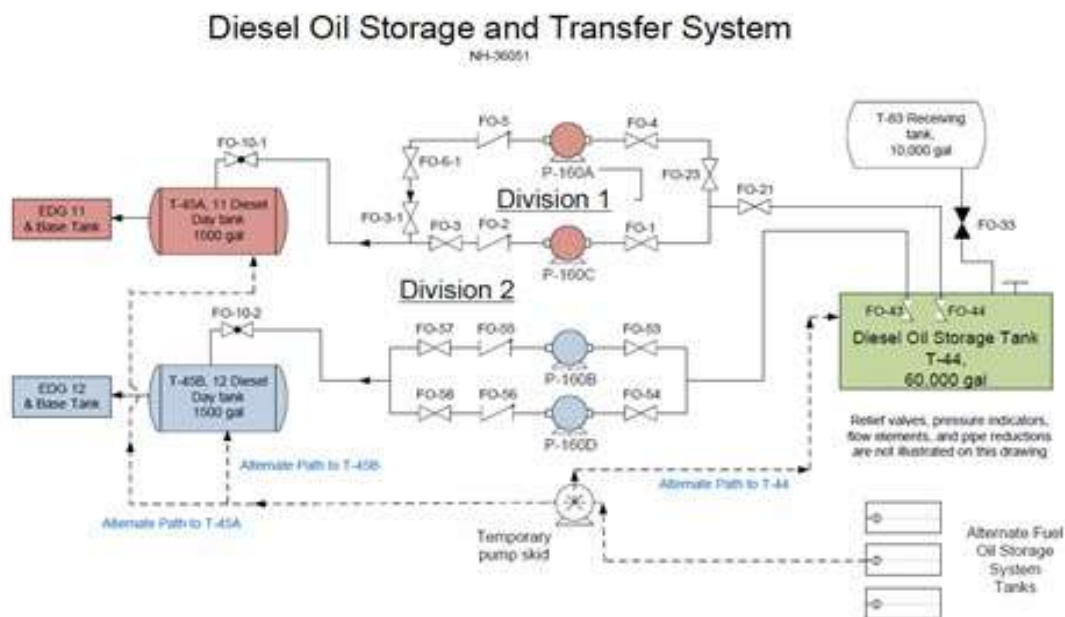 Diesel Oil Storage and Transfer System
NH-36051
T-83 Receiving
tank,
10,000 gal
FO-5
FO-4
FO-10-1
FO-6-1
P-160A
FO-23
FO-21
Division 1
FO-33
T-45A, 11 Diesel
Day tank
1500 gal
EDG 11
& Base Tank
FO-3-1
FO-3
FO-2
FO-1
P-160C
Division 2
FO-10-2
FO-57
FO-55
FO-53
FO-43
FO-44
Diesel Oil Storage Tank
T-44,
60,000 gal
T-45B, 12 Diesel
Day tank
1500 gal
EDG 12
& Base Tank
P-160B
FO-58
FO-56
FO-54
P-160D
Relief valves, pressure indicators,
flow elements, and pipe reductions
are not illustrated on this drawing
Alternate Path to T-45B
Alternate Path to T-44
Alternate Path to T-45A
Temporary
pump skid
Alternate Fuel
Oil Storage
System
Tanks